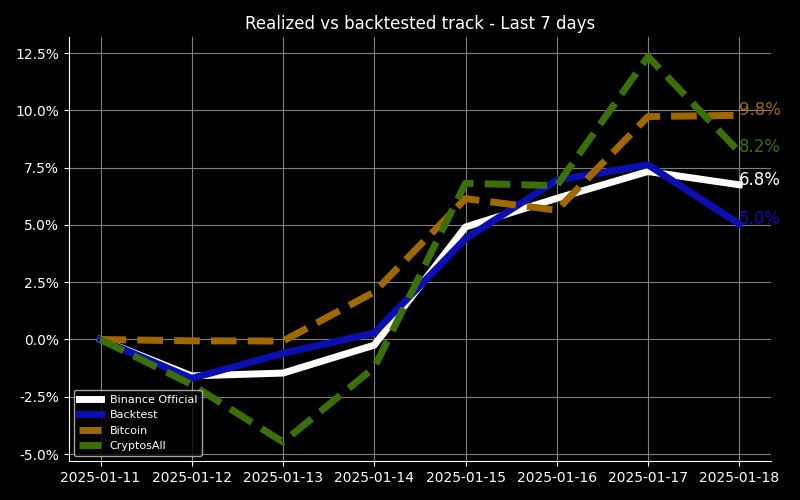 Realized vs backtested track - Last 7 days
12.5%
10.0%
7.5%
5.0%
2.5%
0.0%
-2.5%
-5.0%
9.8%
8.2%
6.8%
5.0%
Binance Official
Backtest
Bitcoin
CryptosAll
2025-01-11 2025-01-12 2025-01-13 2025-01-14 2025-01-15 2025-01-16 2025-01-17 2025-01-18